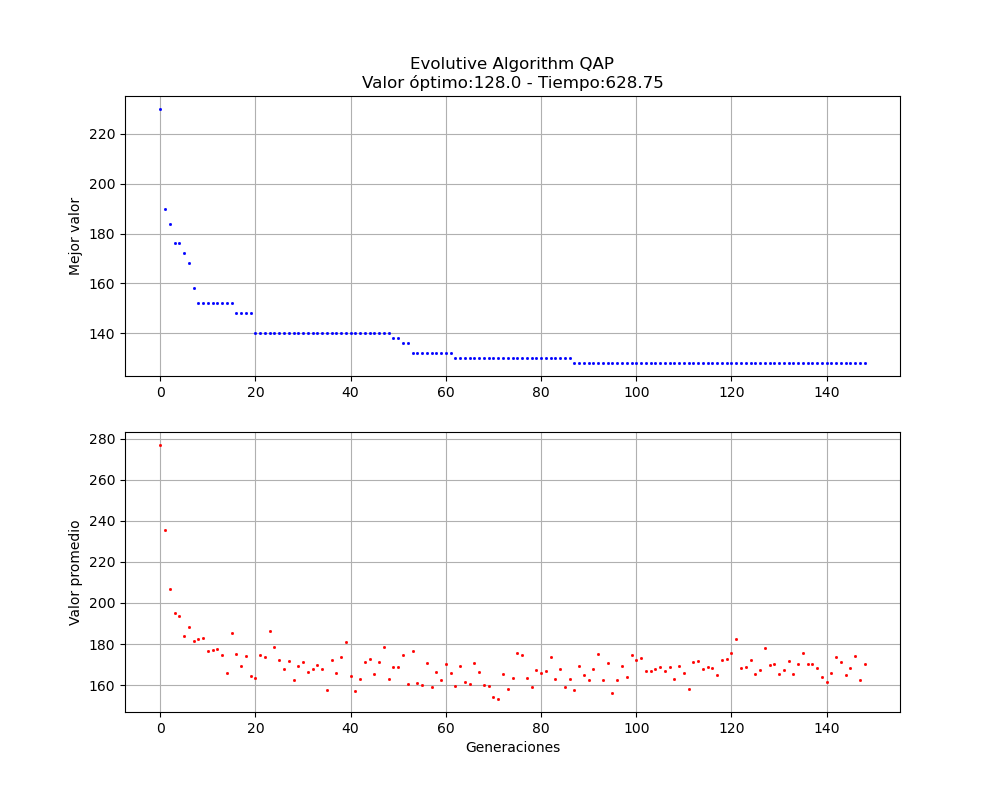 Evolutive Algorithm QAP
Valor óptimo:128.0 - Tiempo:628.75
Mejor valor
220
200
180
160
140
0 20 40 60 80 100 120 140
Valor promedio
280
260
240
220
200
180
160
0 20 40 60 80 100 120 140
Generaciones